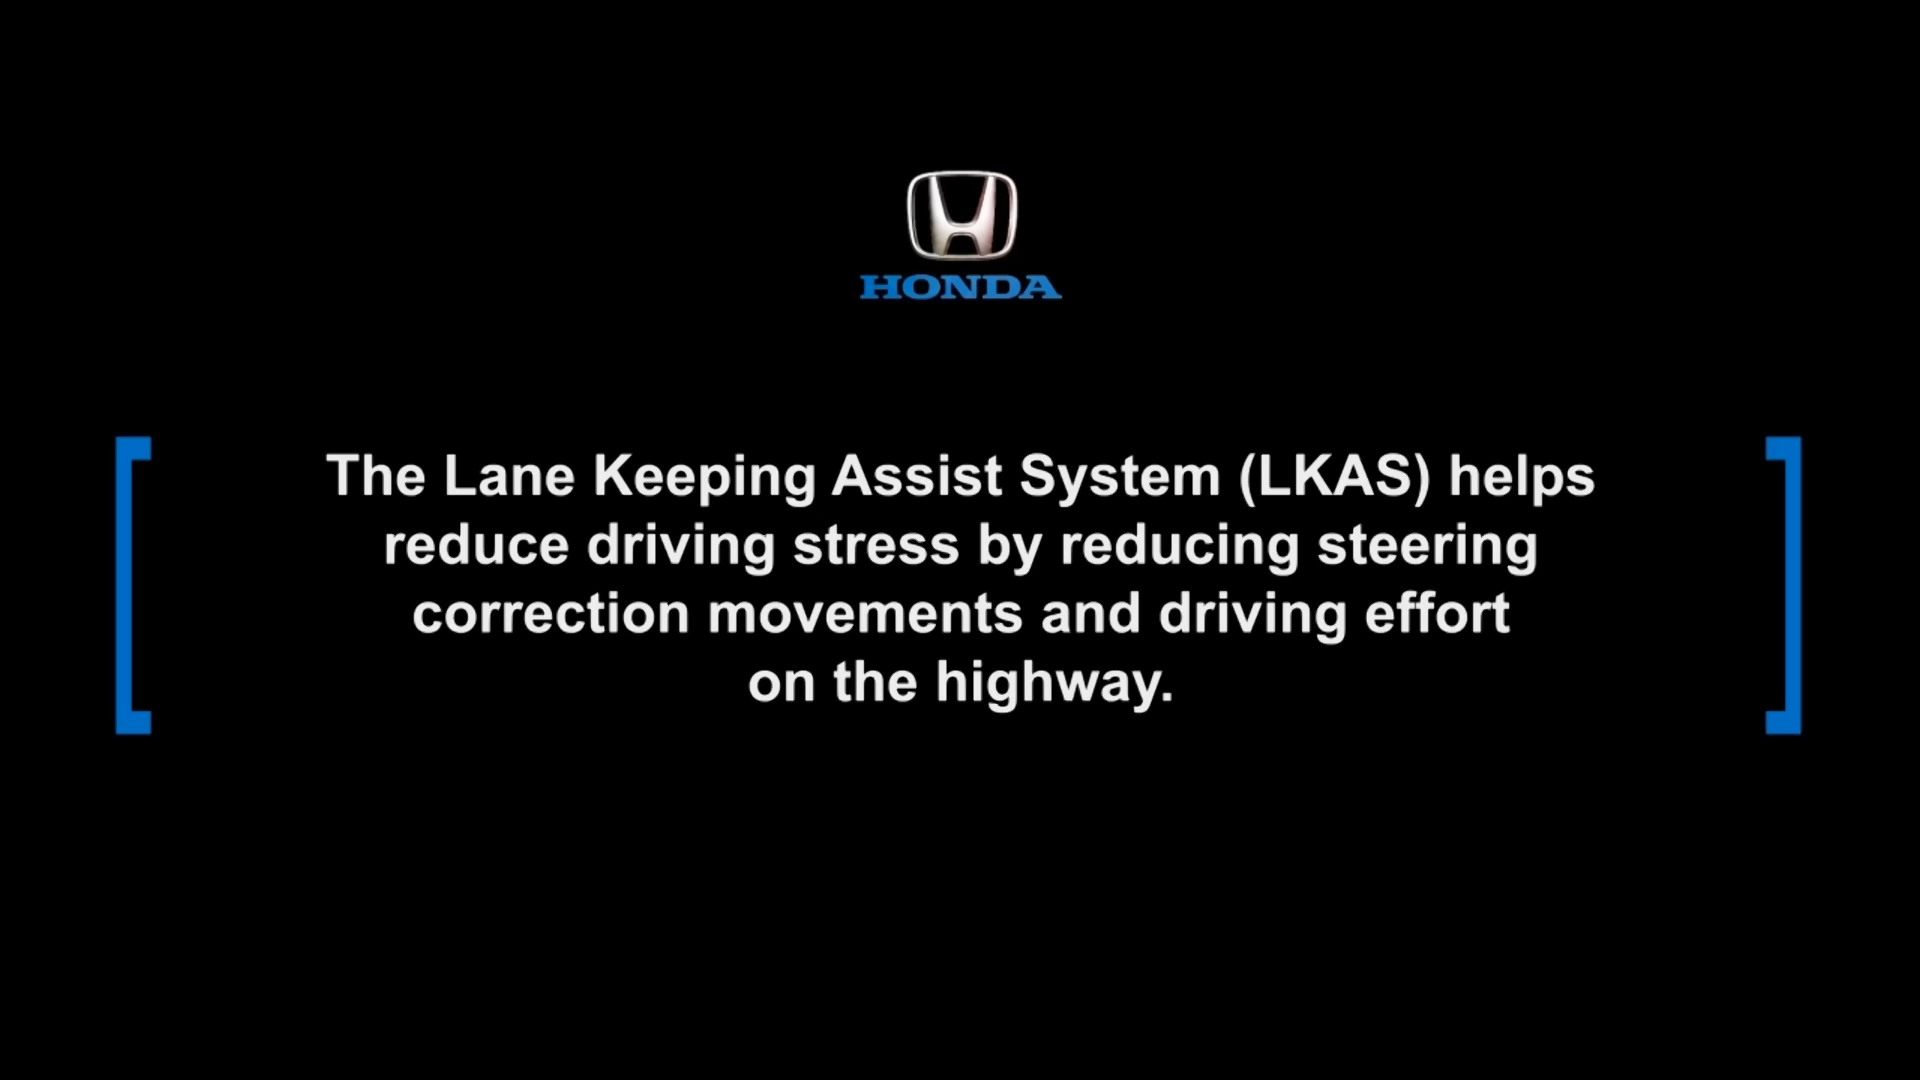 HONDA
The Lane Keeping Assist System (LKAS) helps
reduce driving stress by reducing steering
correction movements and driving effort
on the highway.